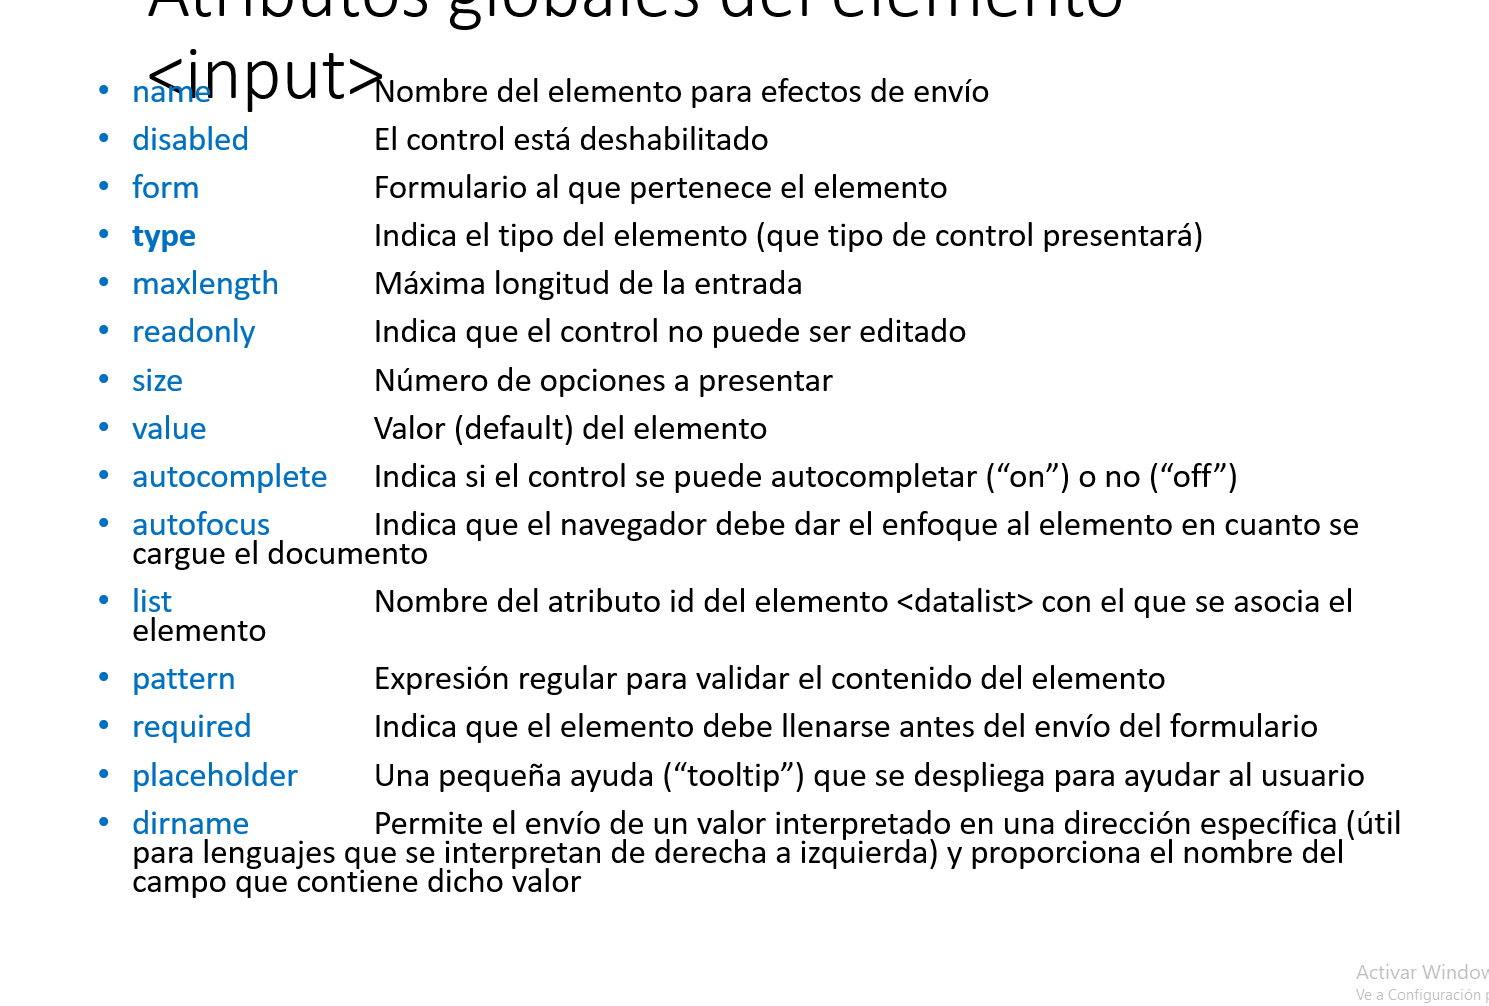 Atributos globales del elemento
<input>
• name Nombre del elemento para efectos de envío
• disabled El control está deshabilitado
• form Formulario al que pertenece el elemento
• type Indica el tipo del elemento (que tipo de control presentará)
• maxlength Máxima longitud de la entrada
• readonly Indica que el control no puede ser editado
• size Número de opciones a presentar
• value Valor (default) del elemento
• autocomplete Indica si el control se puede autocompletar (“on”) o no (“off”)
• autofocus Indica que el navegador debe dar el enfoque al elemento en cuanto se
cargue el documento
• list Nombre del atributo id del elemento <datalist> con el que se asocia el
elemento
• pattern Expresión regular para validar el contenido del elemento
• required Indica que el elemento debe llenarse antes del envío del formulario
• placeholder Una pequeña ayuda (“tooltip”) que se despliega para ayudar al usuario
• dirname Permite el envío de un valor interpretado en una dirección específica (útil
para lenguajes que se interpretan de derecha a izquierda) y proporciona el nombre del
campo que contiene dicho valor
Activar Window
Ve a Configuración p